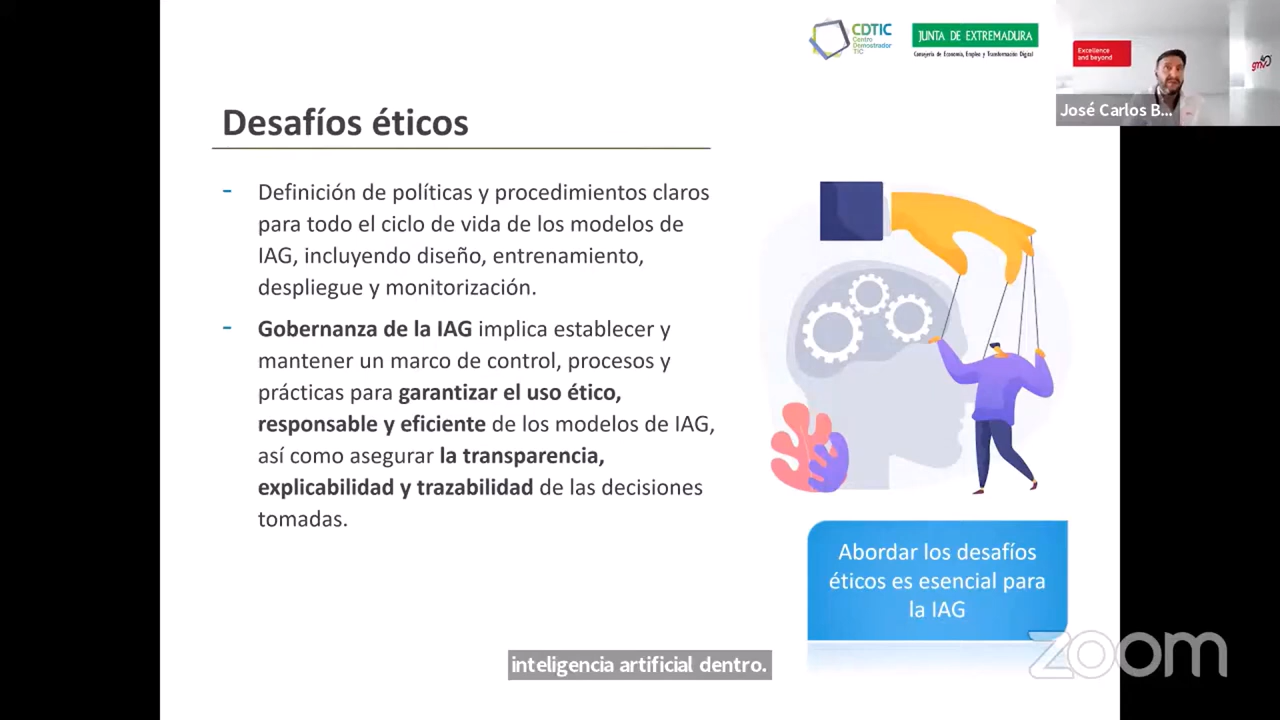 CDTIC
Centro
Demostrador
TIC
JUNTA DE EXTREMADURA
Consejería de Economía, Empleo y Transformación Digital
Excellence
and beyond
gmv
José Carlos B...
Desafíos éticos
- Definición de políticas y procedimientos claros
para todo el ciclo de vida de los modelos de
IAG, incluyendo diseño, entrenamiento,
despliegue y monitorización.
- Gobernanza de la IAG implica establecer y
mantener un marco de control, procesos y
prácticas para garantizar el uso ético,
responsable y eficiente de los modelos de IAG,
así como asegurar la transparencia,
explicabilidad y trazabilidad de las decisiones
tomadas.
Abordar los desafíos
éticos es esencial para
la IAG
inteligencia artificial dentro.
zoom